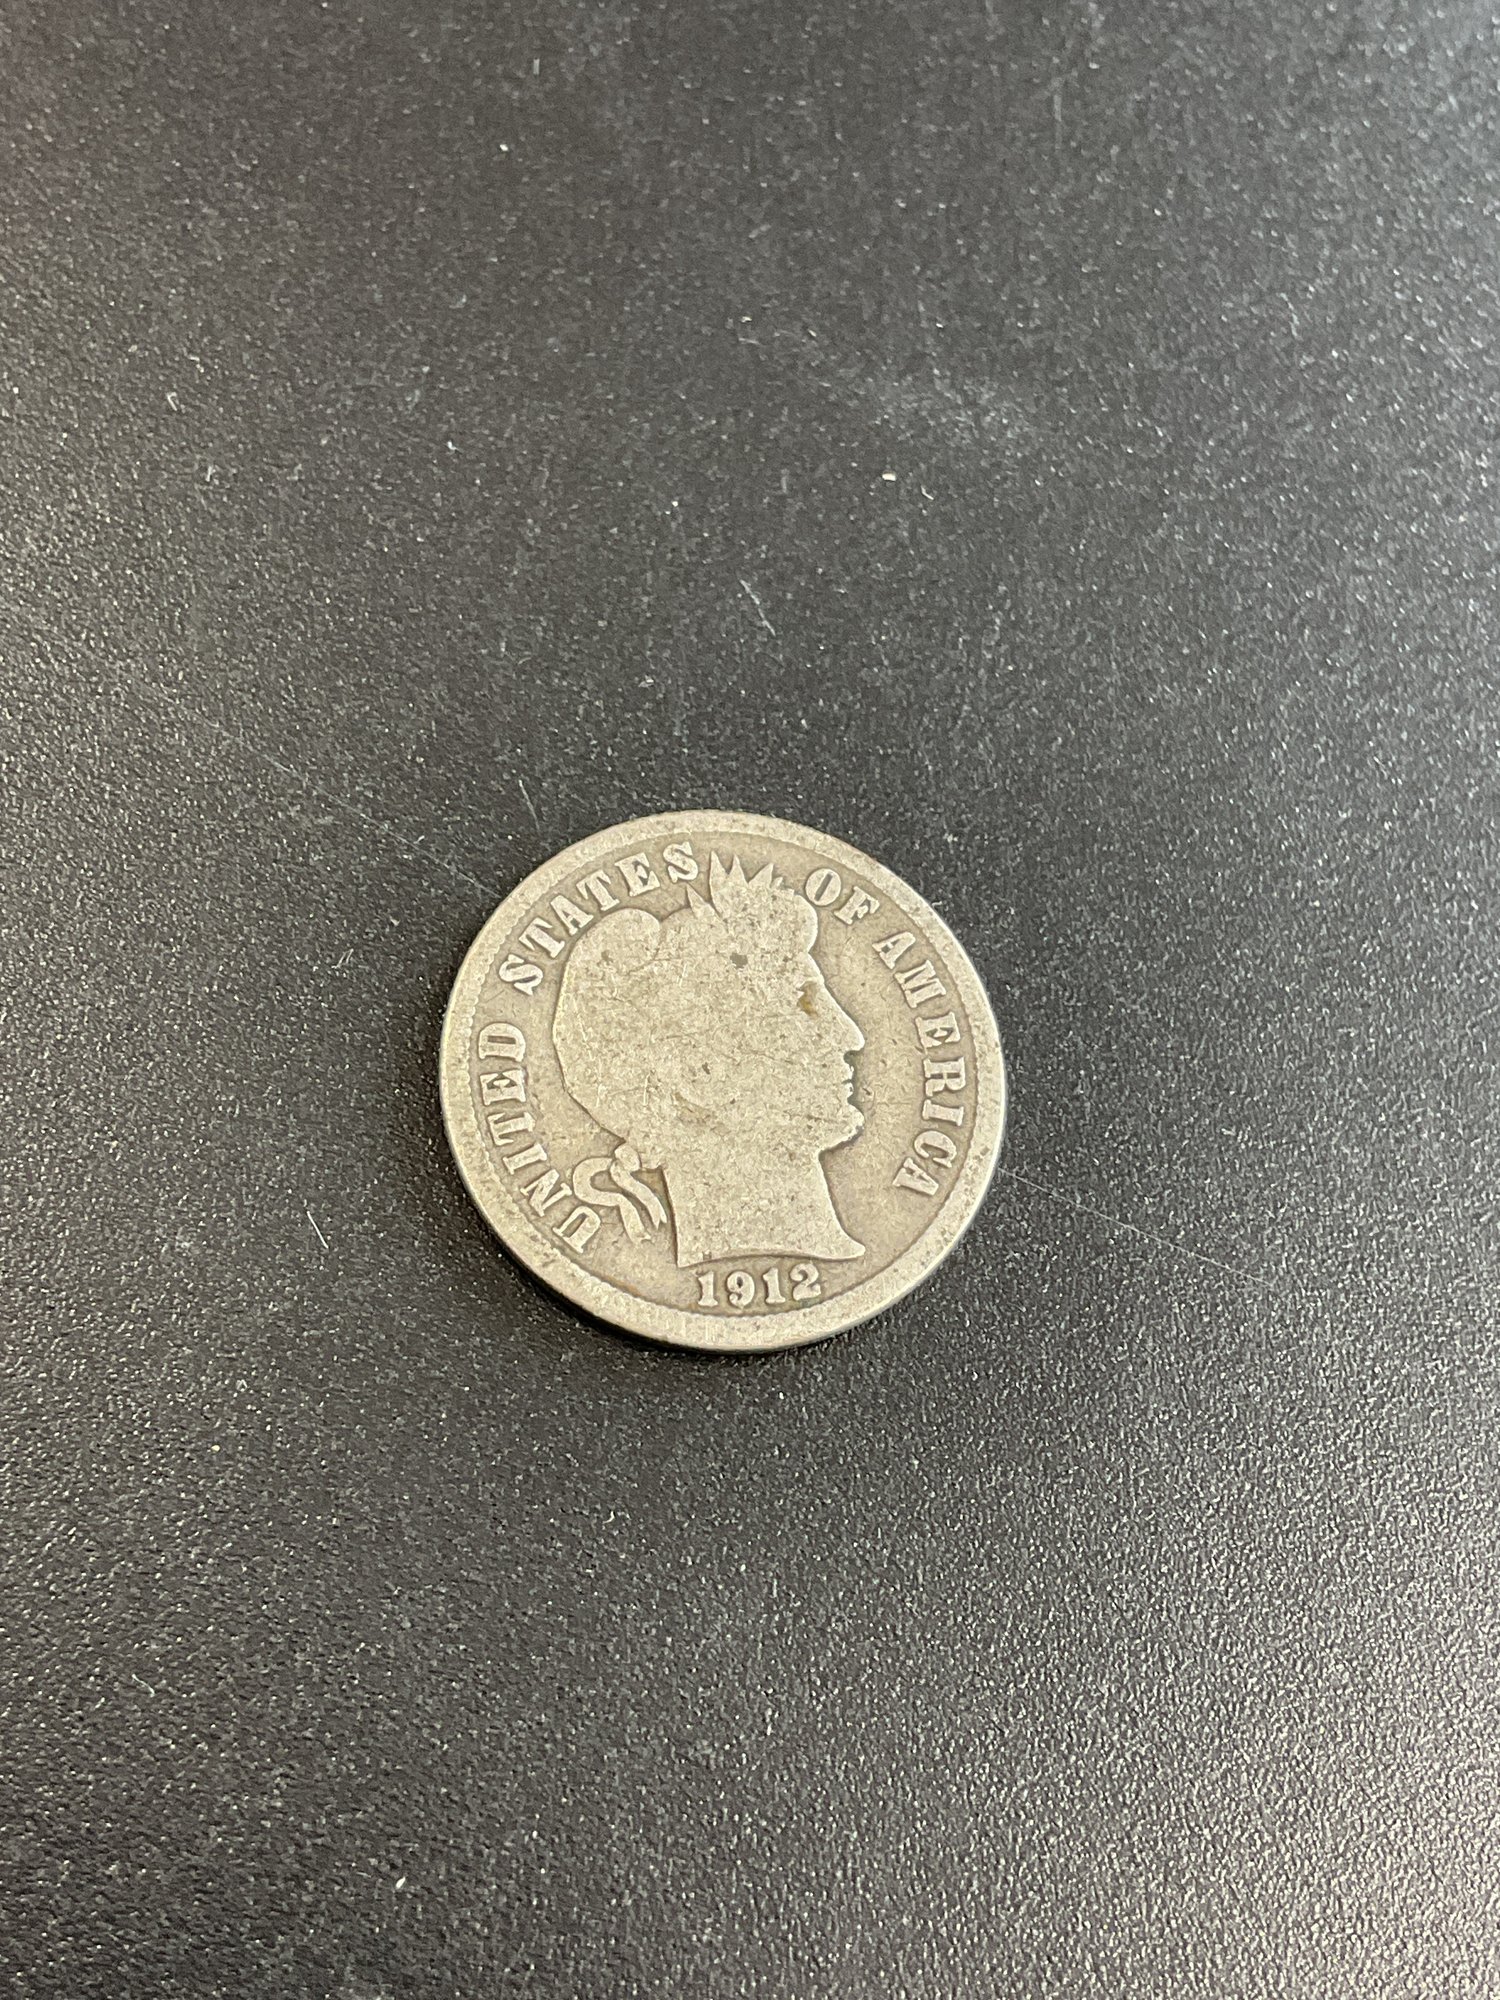 UNITED STATES OF AMERICA
1912